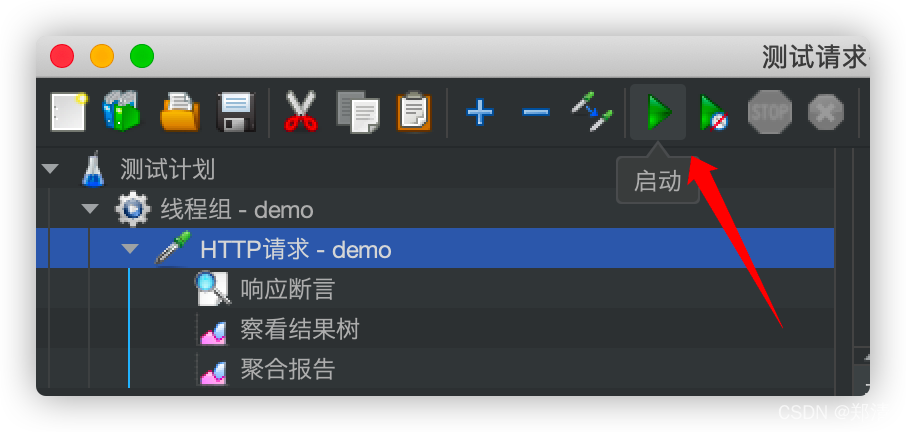 测试请求
STOP
测试计划
启动
线程组 - demo
HTTP请求 - demo
响应断言
察看结果树
聚合报告
CSDN @郑